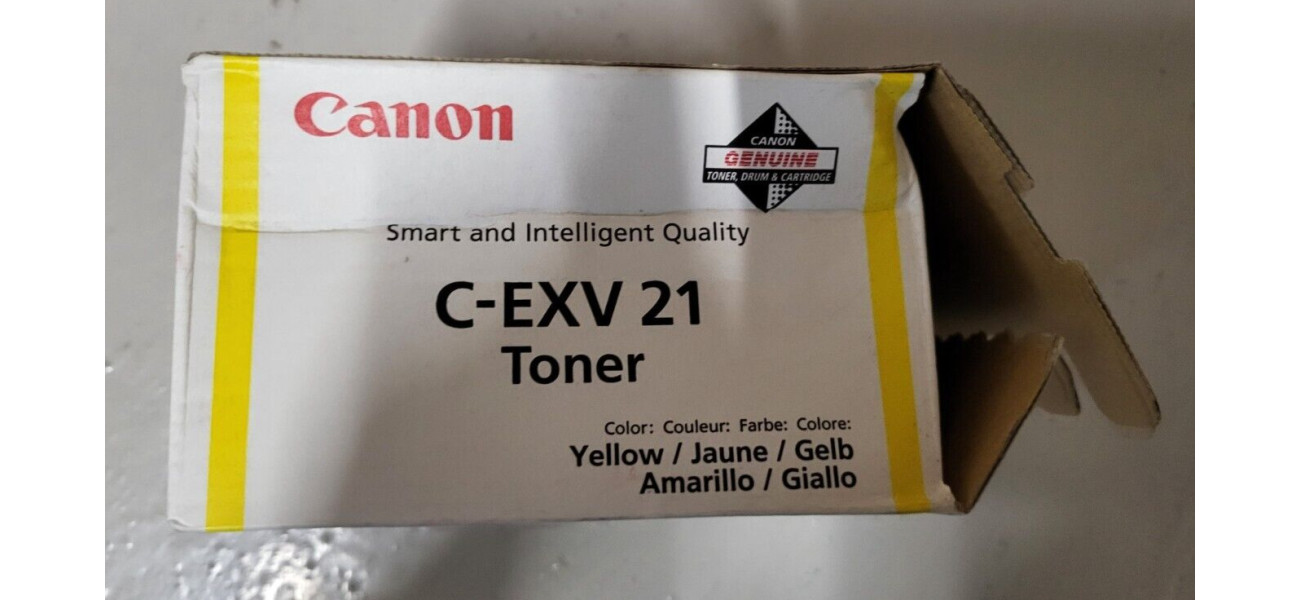 Canon
CANON
GENUINE
TONER, DRUM & CARTRIDGE
Smart and Intelligent Quality
C-EXV 21
Toner
Color: Couleur: Farbe: Colore:
Yellow / Jaune / Gelb
Amarillo / Giallo